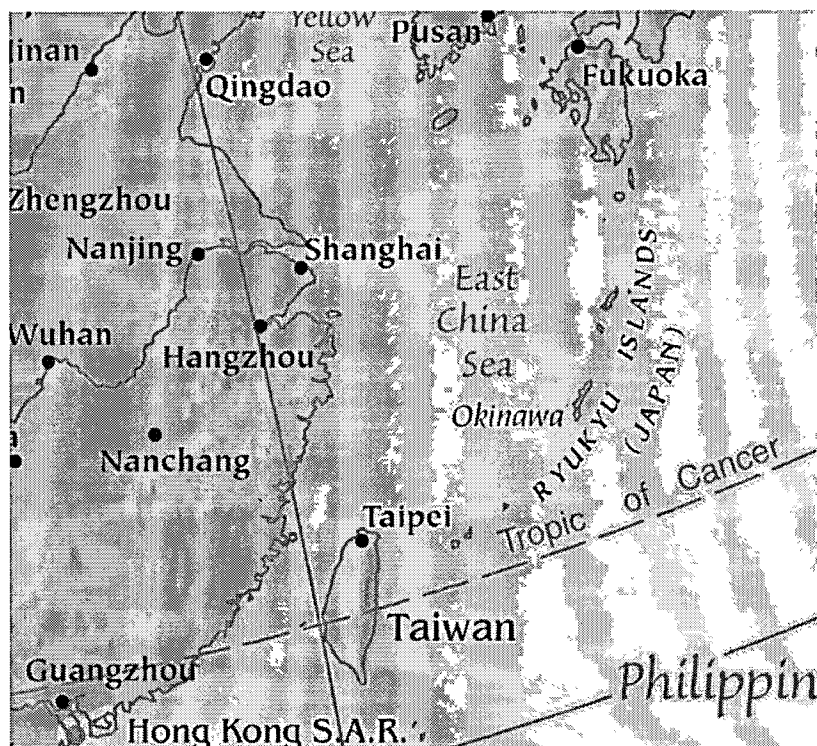 Yellow
Sea
Pusan
Jinan
n
Qingdao
Fukuoka
Zhengzhou
Nanjing
Shanghai
East
China
Sea
Wuhan
Hangzhou
RYUKYU ISLANDS
(JAPAN)
Okinawa
a
Nanchang
Tropic of Cancer
Taipei
Taiwan
Guangzhou
Philippin
Hong Kong S.A.R.